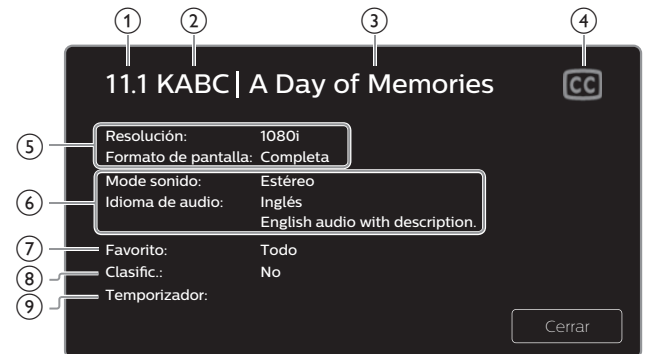 1 2 3 4
11.1 KABC | A Day of Memories CC
5 Resolución: 1080i
Formato de pantalla: Completa
6 Mode sonido: Estéreo
Idioma de audio: Inglés
English audio with description.
7 Favorito: Todo
8 Clasific.: No
9 Temporizador:
Cerrar